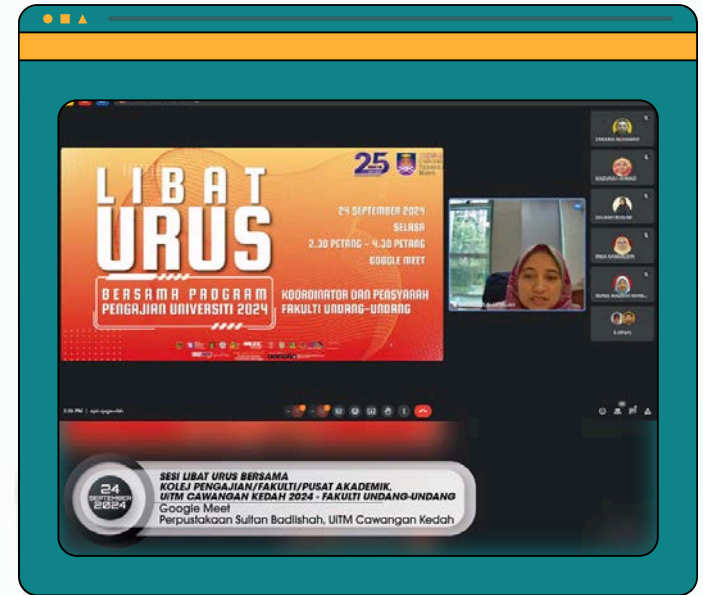 LIBAT
URUS
BERSAMA PROGRAM
PENGAJIAN UNIVERSITI 2024
25
24 SEPTEMBER 2024
SELASA
2.30 PETANG - 4.30 PETANG
GOOGLE MEET
KOORDINATOR DAN PENSYARAH
FAKULTI UNDANG-UNDANG
24
SEPTEMBER
2024
SESI LIBAT URUS BERSAMA
KOLEJ PENGAJIAN/FAKULTI/PUSAT AKADEMIK,
UiTM CAWANGAN KEDAH 2024 - FAKULTI UNDANG-UNDANG
Google Meet
Perpustakaan Sultan Badlishah, UiTM Cawangan Kedah